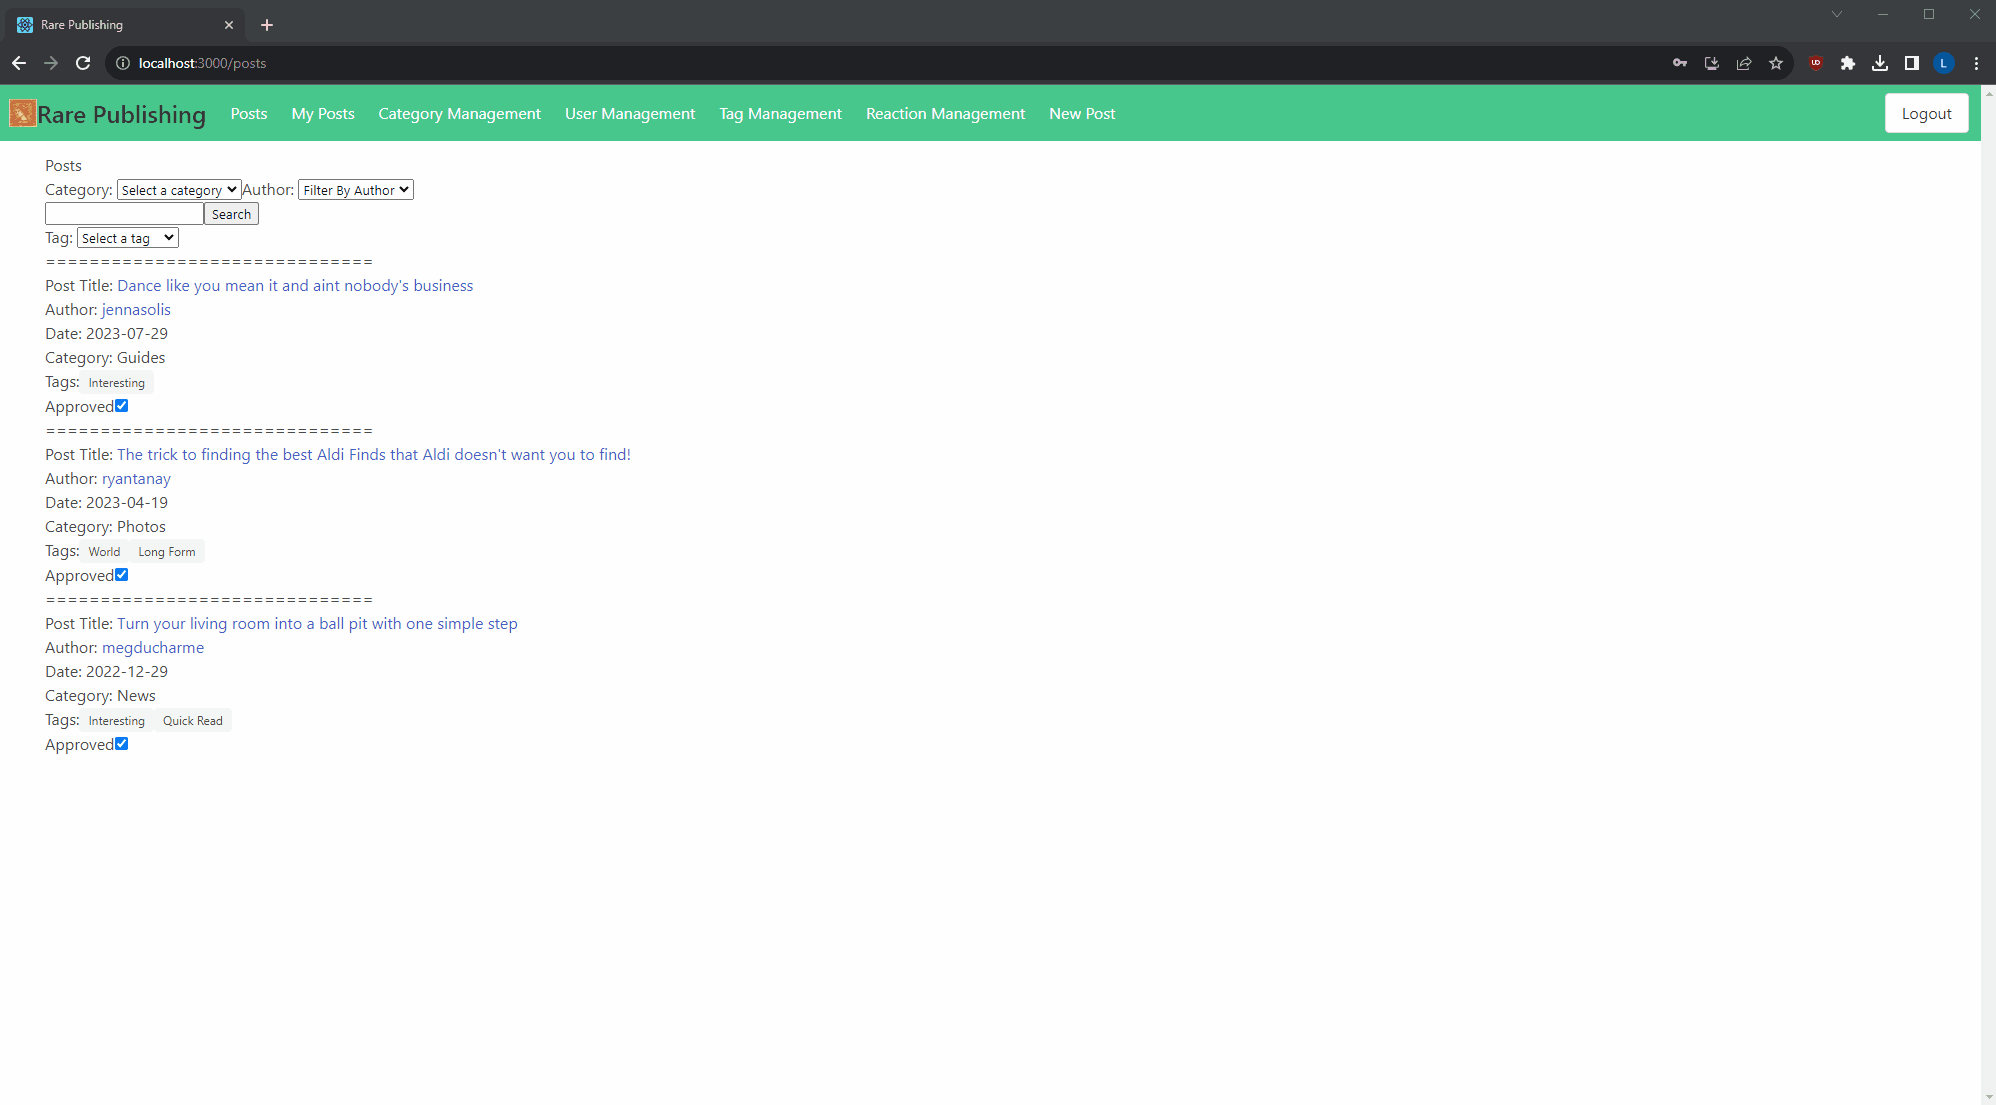 Rare Publishing
localhost:3000/posts
L
Rare Publishing Posts My Posts Category Management User Management Tag Management Reaction Management New Post Logout
Posts
Category: Select a category Author: Filter By Author
Search
Tag: Select a tag
==============================
Post Title: Dance like you mean it and aint nobody's business
Author: jennasolis
Date: 2023-07-29
Category: Guides
Tags: Interesting
Approved
==============================
Post Title: The trick to finding the best Aldi Finds that Aldi doesn't want you to find!
Author: ryantanay
Date: 2023-04-19
Category: Photos
Tags: World Long Form
Approved
==============================
Post Title: Turn your living room into a ball pit with one simple step
Author: megducharme
Date: 2022-12-29
Category: News
Tags: Interesting Quick Read
Approved